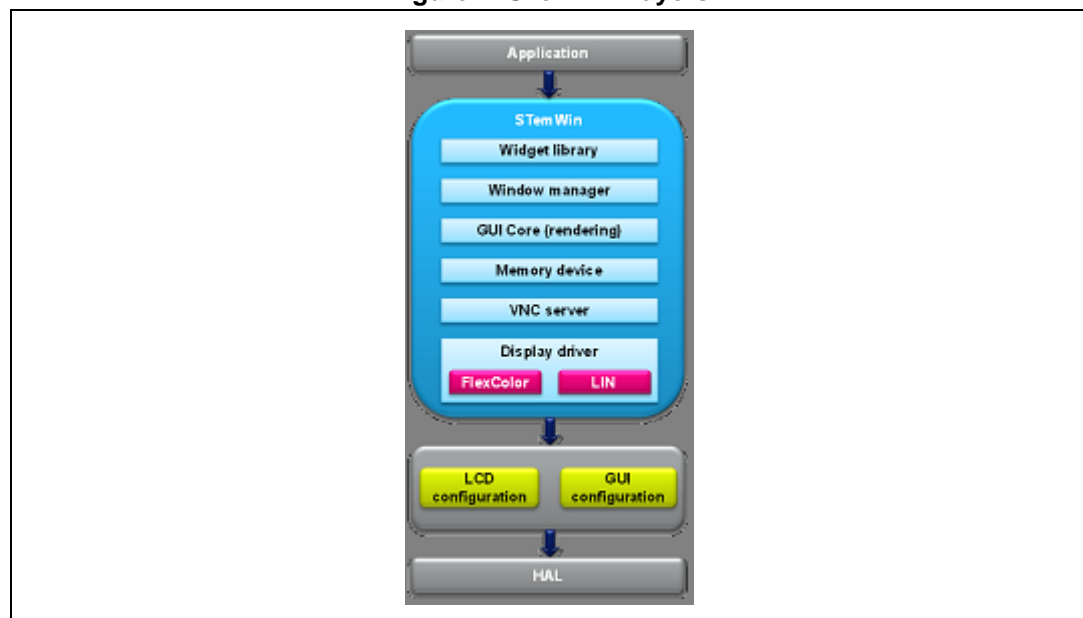 Application
STemWin
Widget library
Window manager
GUI Core (rendering)
Memory device
VNC server
Display driver
FlexColor LIN
LCD configuration
GUI configuration
HAL